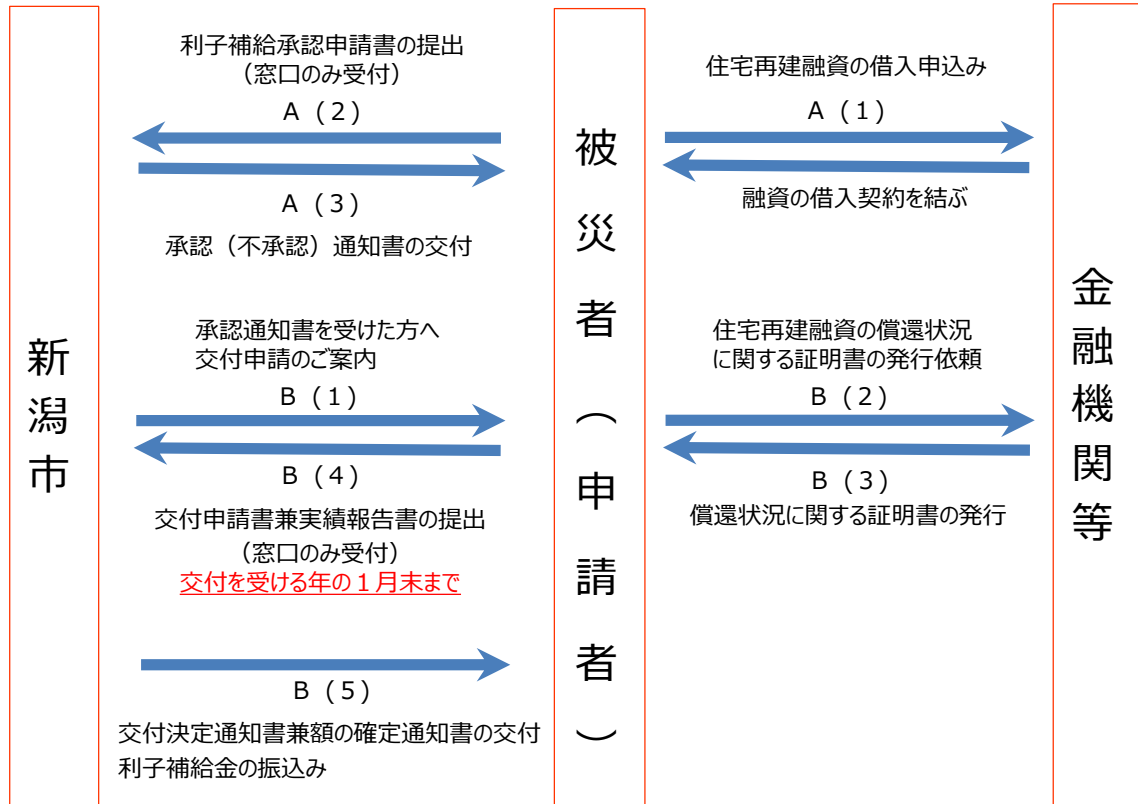 新潟市
利子補給承認申請書の提出
（窓口のみ受付）
A（2）
A（3）
承認（不承認）通知書の交付
承認通知書を受けた方へ
交付申請のご案内
B（1）
B（4）
交付申請書兼実績報告書の提出
（窓口のみ受付）
交付を受ける年の１月末まで
B（5）
交付決定通知書兼額の確定通知書の交付
利子補給金の振込み
被災者（申請者）
住宅再建融資の借入申込み
A（1）
融資の借入契約を結ぶ
住宅再建融資の償還状況
に関する証明書の発行依頼
B（2）
B（3）
償還状況に関する証明書の発行
金融機関等